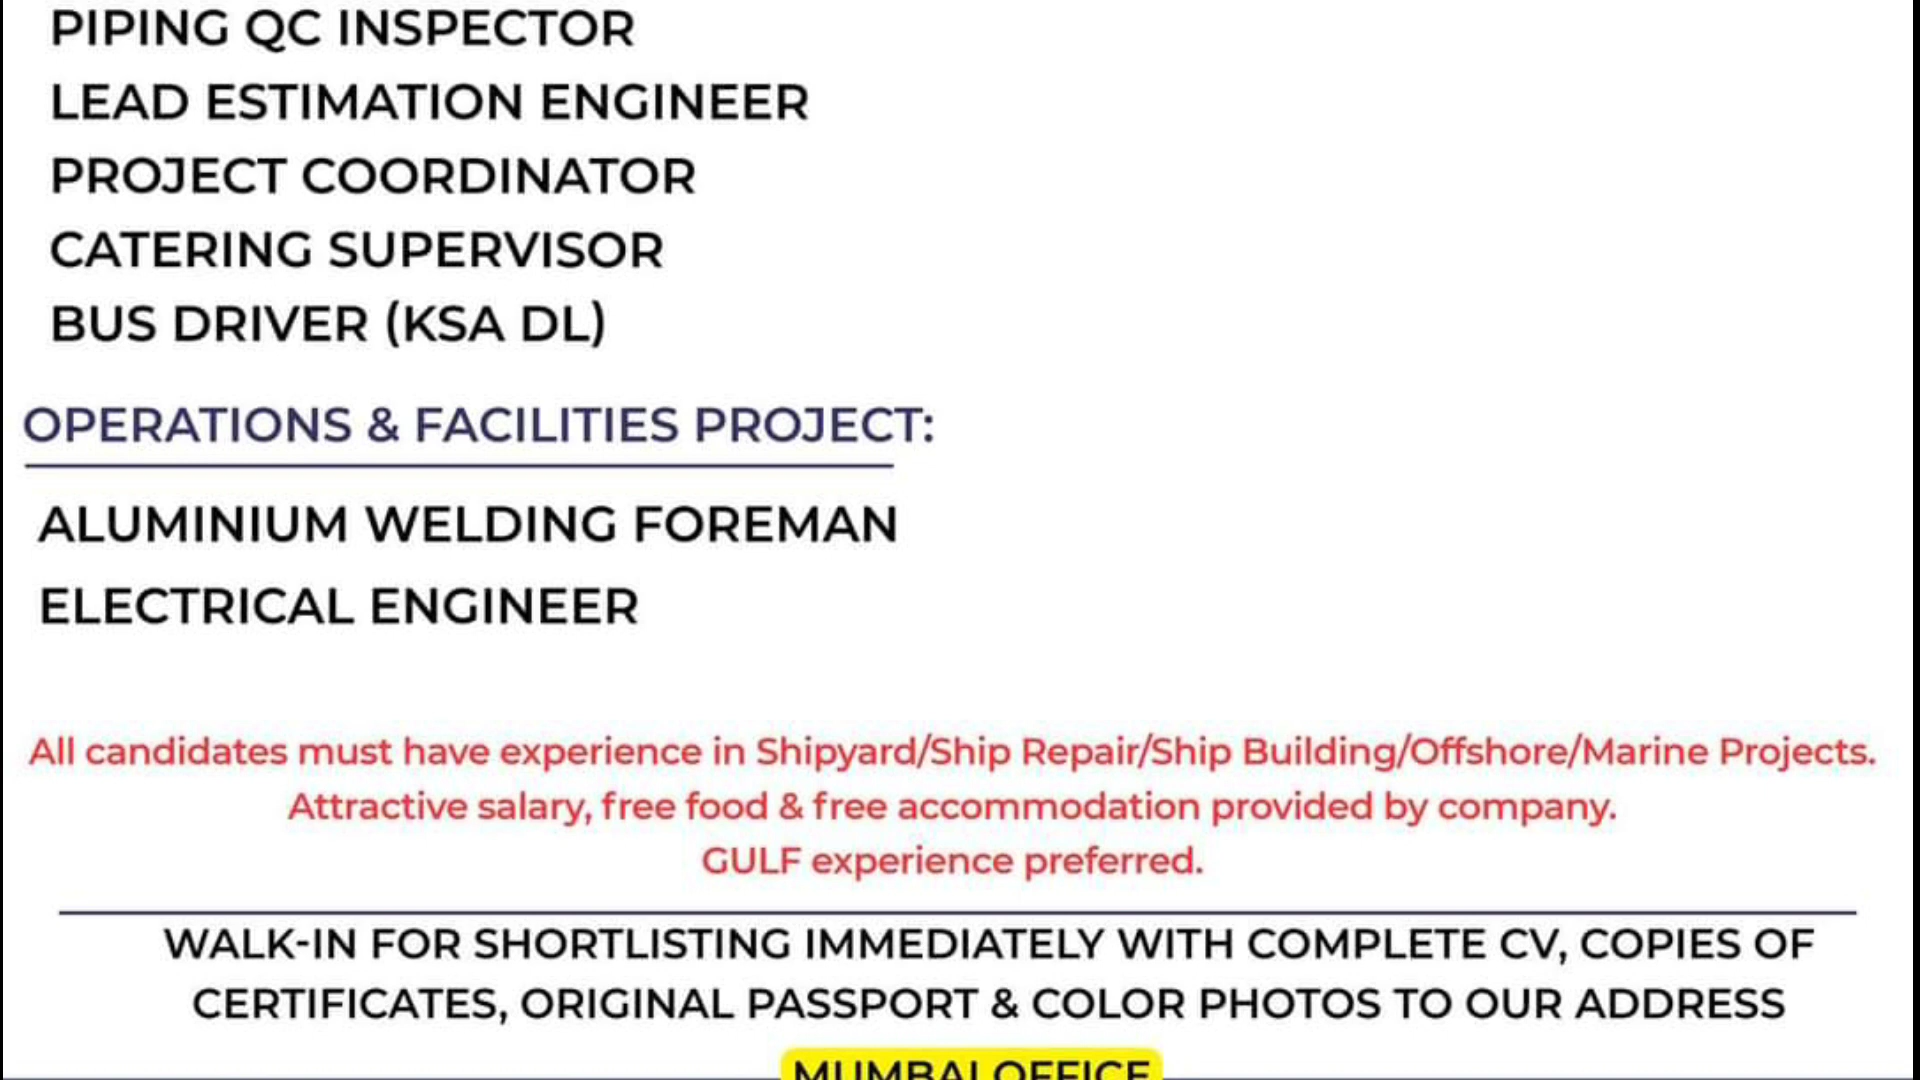 PIPING QC INSPECTOR
LEAD ESTIMATION ENGINEER
PROJECT COORDINATOR
CATERING SUPERVISOR
BUS DRIVER (KSA DL)
OPERATIONS & FACILITIES PROJECT:
ALUMINIUM WELDING FOREMAN
ELECTRICAL ENGINEER
All candidates must have experience in Shipyard/Ship Repair/Ship Building/Offshore/Marine Projects.
Attractive salary, free food & free accommodation provided by company.
GULF experience preferred.
WALK-IN FOR SHORTLISTING IMMEDIATELY WITH COMPLETE CV, COPIES OF
CERTIFICATES, ORIGINAL PASSPORT & COLOR PHOTOS TO OUR ADDRESS
MUMBAI OFFICE